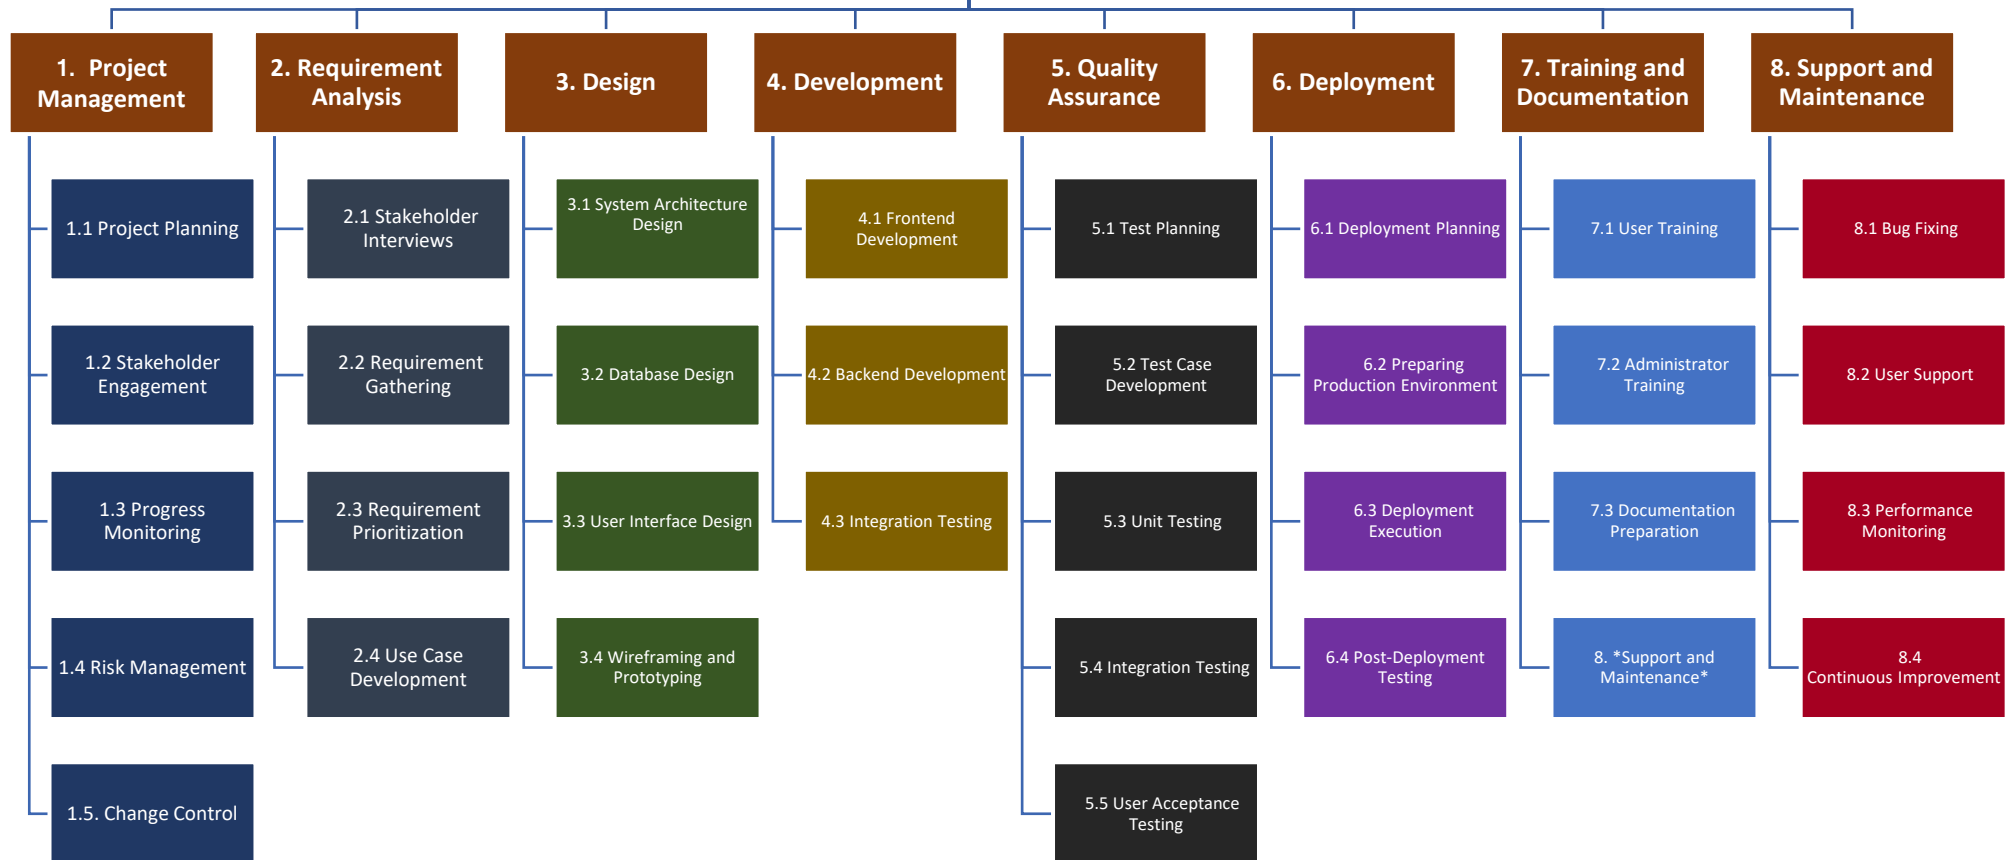 1. Project
Management
2. Requirement
Analysis
3. Design
4. Development
5. Quality
Assurance
6. Deployment
7. Training and
Documentation
8. Support and
Maintenance
1.1 Project Planning
2.1 Stakeholder
Interviews
3.1 System Architecture
Design
4.1 Frontend
Development
5.1 Test Planning
6.1 Deployment Planning
7.1 User Training
8.1 Bug Fixing
1.2 Stakeholder
Engagement
2.2 Requirement
Gathering
3.2 Database Design
4.2 Backend Development
5.2 Test Case
Development
6.2 Preparing
Production Environment
7.2 Administrator
Training
8.2 User Support
1.3 Progress
Monitoring
2.3 Requirement
Prioritization
3.3 User Interface Design
4.3 Integration Testing
5.3 Unit Testing
6.3 Deployment
Execution
7.3 Documentation
Preparation
8.3 Performance
Monitoring
1.4 Risk Management
2.4 Use Case
Development
3.4 Wireframing and
Prototyping
5.4 Integration Testing
6.4 Post-Deployment
Testing
8. *Support and
Maintenance*
8.4
Continuous Improvement
1.5. Change Control
5.5 User Acceptance
Testing